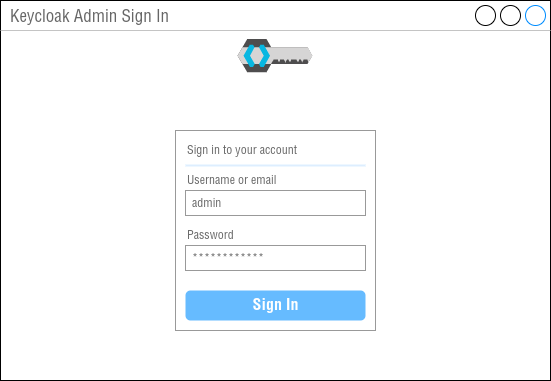 Keycloak Admin Sign In
Sign in to your account
Username or email
admin
Password
************
Sign In